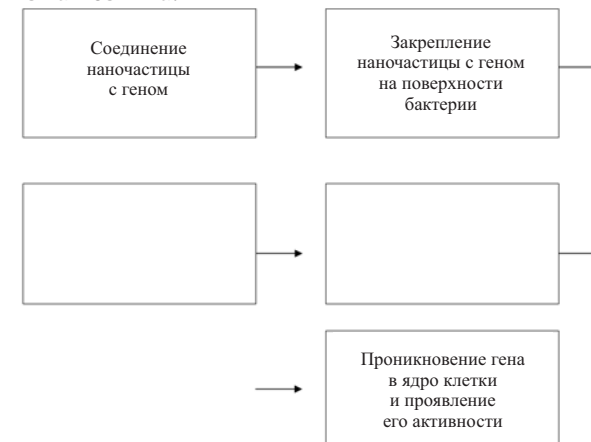 Соединение
наночастицы
с геном
Закрепление
наночастицы с геном
на поверхности
бактерии
Проникновение гена
в ядро клетки
и проявление
его активности